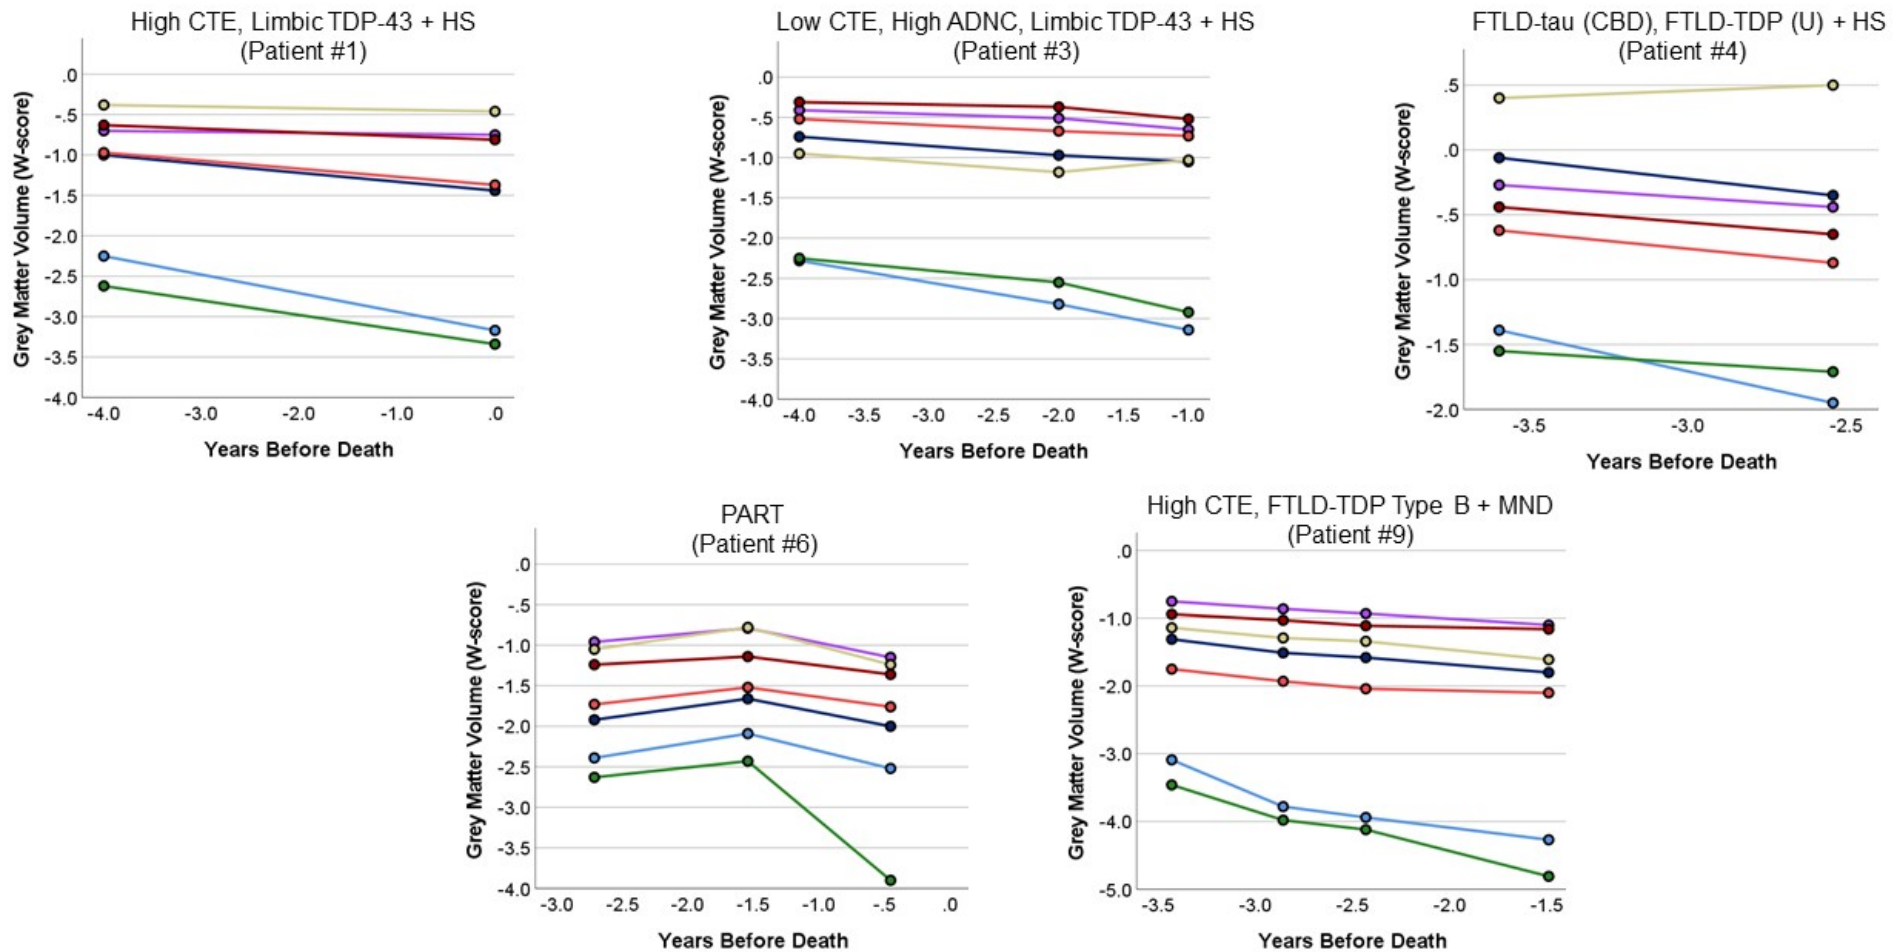 High CTE, Limbic TDP-43 + HS
(Patient #1)
Grey Matter Volume (W-score)
.0
-.5
-1.0
-1.5
-2.0
-2.5
-3.0
-3.5
-4.0
-4.0 -3.0 -2.0 -1.0 .0
Years Before Death
Low CTE, High ADNC, Limbic TDP-43 + HS
(Patient #3)
Grey Matter Volume (W-score)
.0
-.5
-1.0
-1.5
-2.0
-2.5
-3.0
-3.5
-4.0
-4.0 -3.5 -3.0 -2.5 -2.0 -1.5 -1.0
Years Before Death
FTLD-tau (CBD), FTLD-TDP (U) + HS
(Patient #4)
Grey Matter Volume (W-score)
.5
.0
-.5
-1.0
-1.5
-2.0
-3.5 -3.0 -2.5
Years Before Death
PART
(Patient #6)
Grey Matter Volume (W-score)
.0
-.5
-1.0
-1.5
-2.0
-2.5
-3.0
-3.5
-4.0
-3.0 -2.5 -2.0 -1.5 -1.0 -.5 .0
Years Before Death
High CTE, FTLD-TDP Type B + MND
(Patient #9)
Grey Matter Volume (W-score)
.0
-1.0
-2.0
-3.0
-4.0
-5.0
-3.5 -3.0 -2.5 -2.0 -1.5
Years Before Death